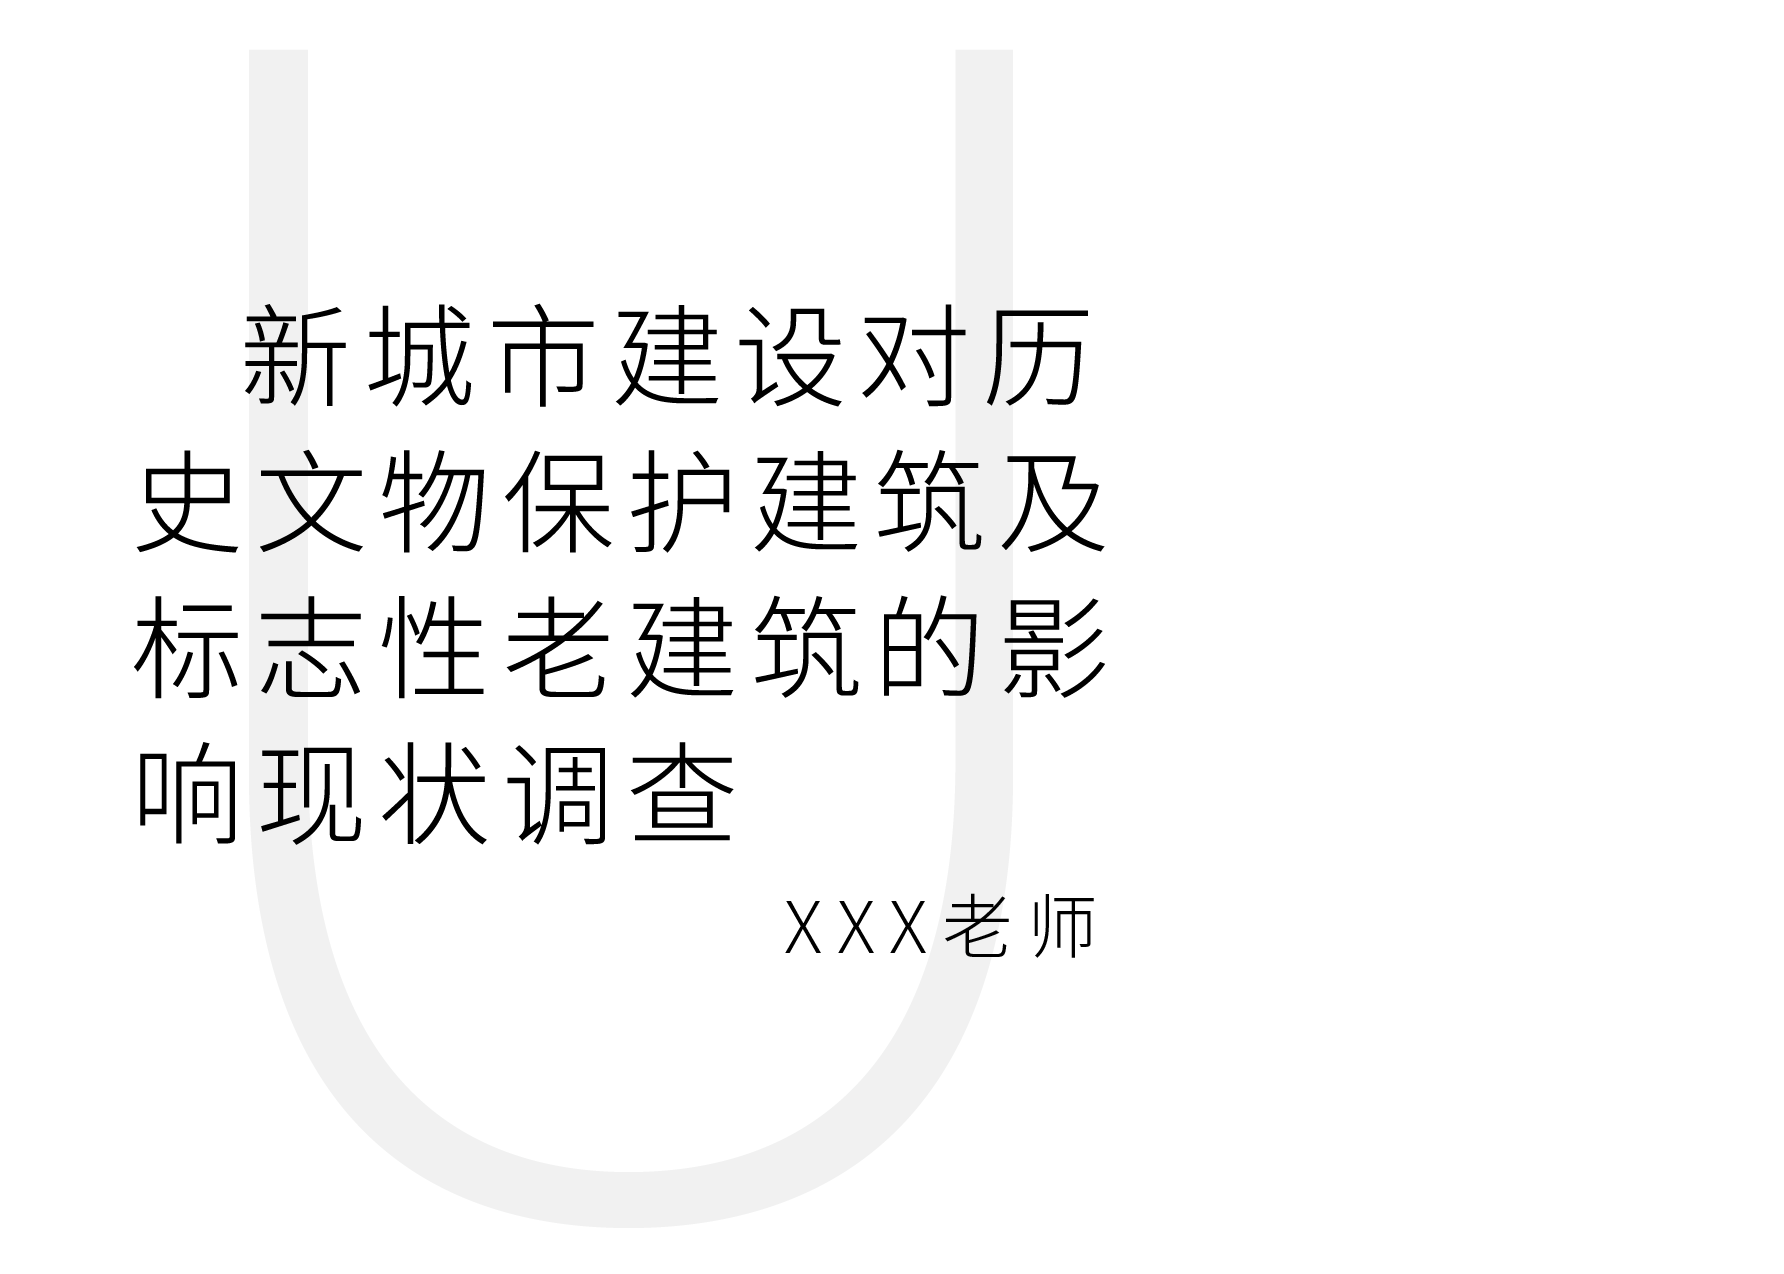 新城市建设对历
史文物保护建筑及
标志性老建筑的影
响现状调查
XXX老师